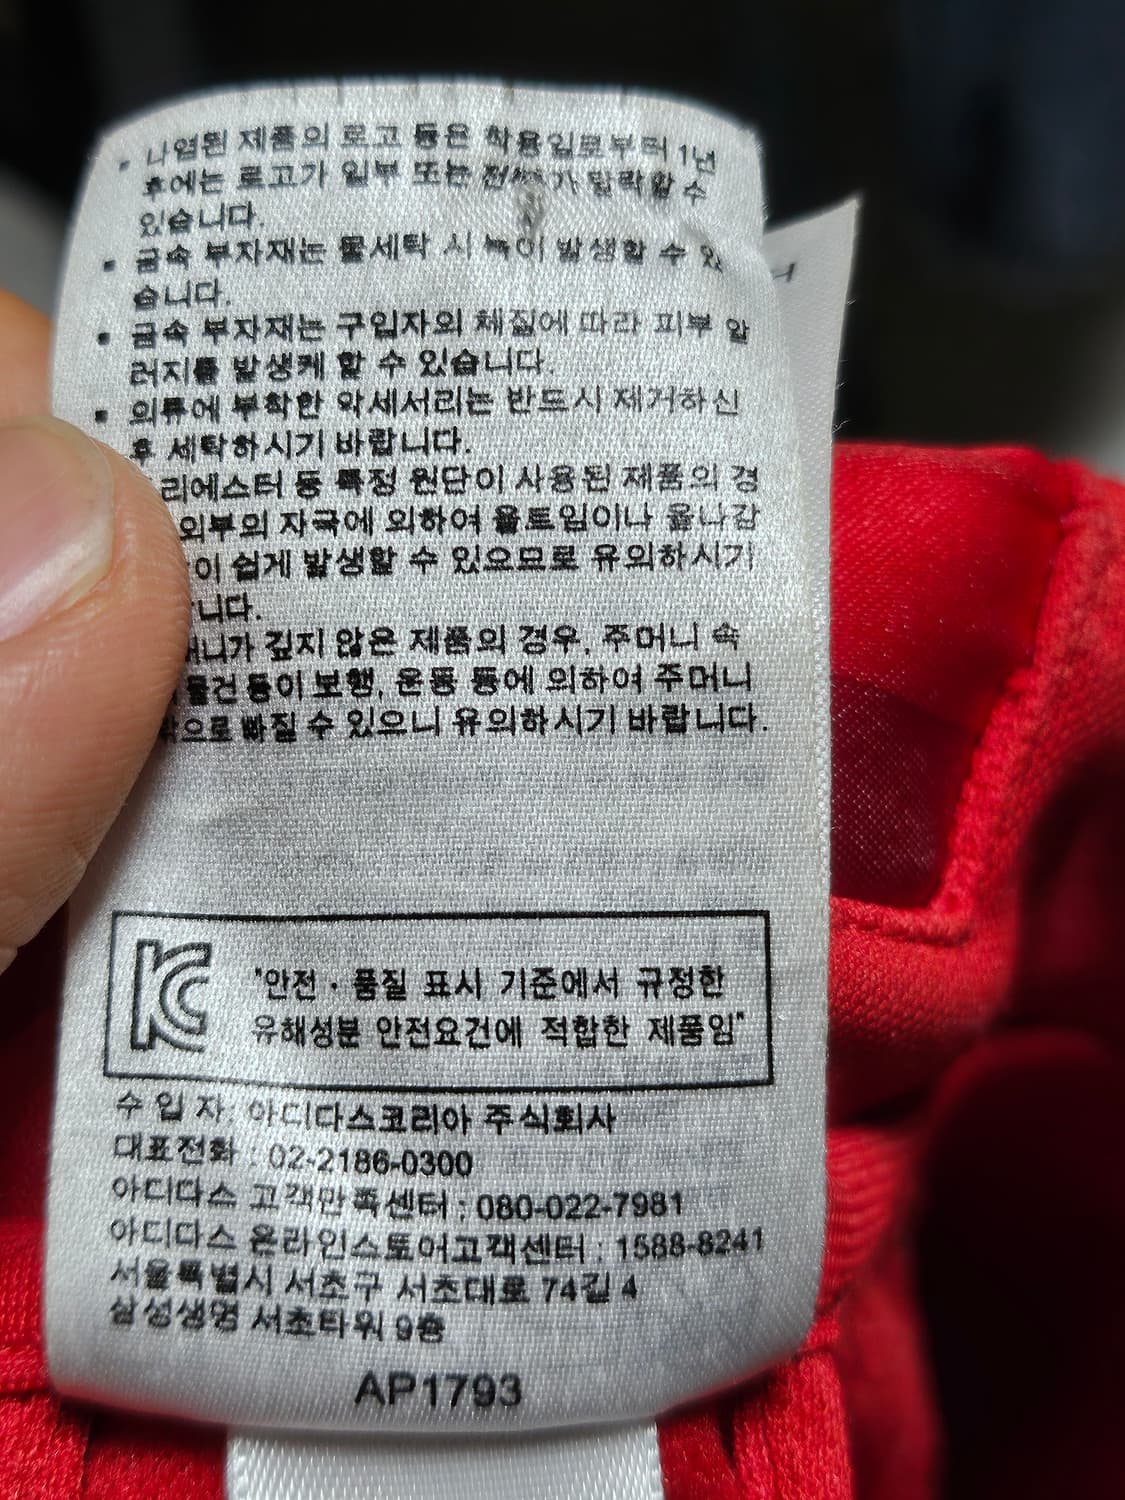 ▪ 나염된 제품의 로고 등은 착용일로부터 1년
후에는 로고가 일부 또는 전체가 탈락할 수
있습니다.
▪ 금속 부자재는 물세탁 시 녹이 발생할 수 있
습니다.
▪ 금속 부자재는 구입자의 체질에 따라 피부 알
러지를 발생케 할 수 있습니다.
▪ 의류에 부착한 악세서리는 반드시 제거하신
후 세탁하시기 바랍니다.
리에스터 등 특정 원단이 사용된 제품의 경
외부의 자극에 의하여 올트임이나 올나감
이 쉽게 발생할 수 있으므로 유의하시기
니다.
머니가 깊지 않은 제품의 경우, 주머니 속
물건 등이 보행, 운동 등에 의하여 주머니
밖으로 빠질 수 있으니 유의하시기 바랍니다.
KC
"안전 · 품질 표시 기준에서 규정한
유해성분 안전요건에 적합한 제품임"
수 입 자: 아디다스코리아 주식회사
대표전화 : 02-2186-0300
아디다스 고객만족센터 : 080-022-7981
아디다스 온라인스토어고객센터 : 1588-8241
서울특별시 서초구 서초대로 74길 4
삼성생명 서초타워 9층
AP1793